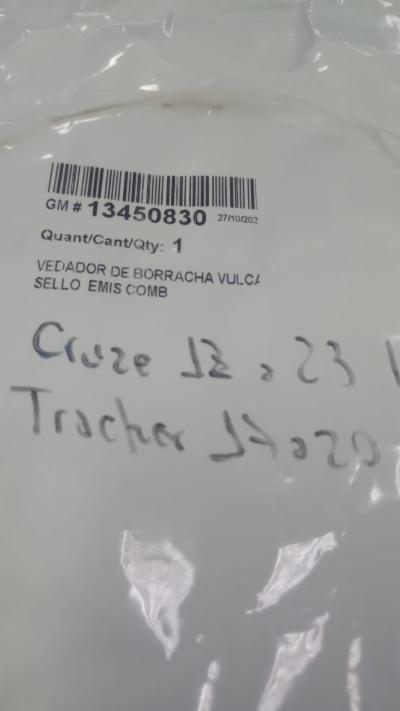 GM # 13450830 27/10/202
Quant/Cant/Qty: 1
VEDADOR DE BORRACHA VULCA
SELLO EMIS COMB
Cruze 12 a 23
Tracker 17 a 20